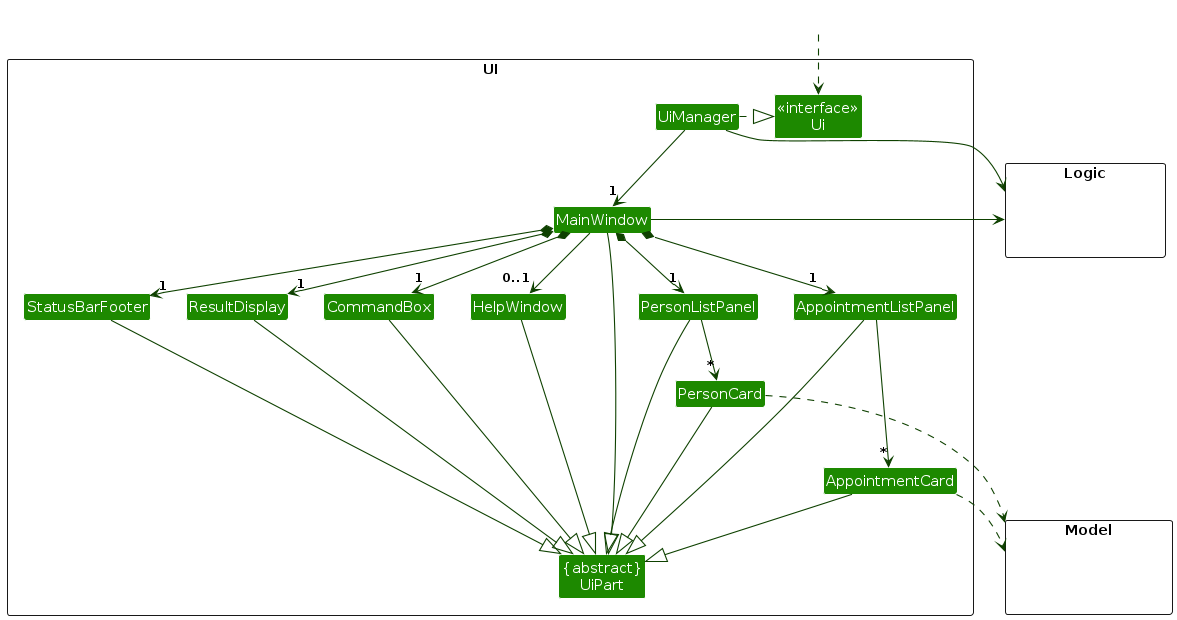 UI
«interface»
Ui
UiManager
Logic
1
MainWindow
1
1
1
0..1
1
1
StatusBarFooter
ResultDisplay
CommandBox
HelpWindow
PersonListPanel
AppointmentListPanel
*
PersonCard
*
AppointmentCard
Model
{abstract}
UiPart